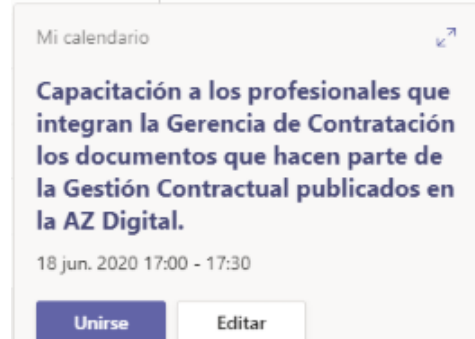 Mi calendario
Capacitación a los profesionales que
integran la Gerencia de Contratación
los documentos que hacen parte de
la Gestión Contractual publicados en
la AZ Digital.
18 jun. 2020 17:00 - 17:30
Unirse
Editar